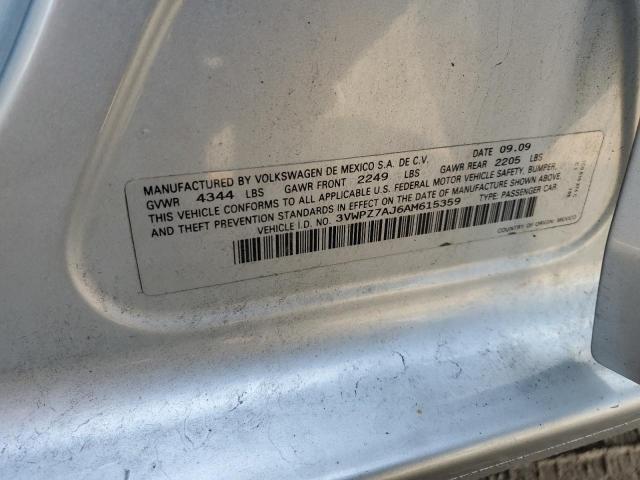 MANUFACTURED BY VOLKSWAGEN DE MEXICO S.A. DE C.V. DATE 09.09
GVWR 4344 LBS GAWR FRONT 2249 LBS GAWR REAR 2205 LBS
THIS VEHICLE CONFORMS TO ALL APPLICABLE U.S. FEDERAL MOTOR VEHICLE SAFETY, BUMPER,
AND THEFT PREVENTION STANDARDS IN EFFECT ON THE DATE OF MANUFACTURE SHOWN ABOVE.
VEHICLE I.D. NO. 3VWPZ7AJ6AM615359 TYPE: PASSENGER CAR
COUNTRY OF ORIGIN: MEXICO